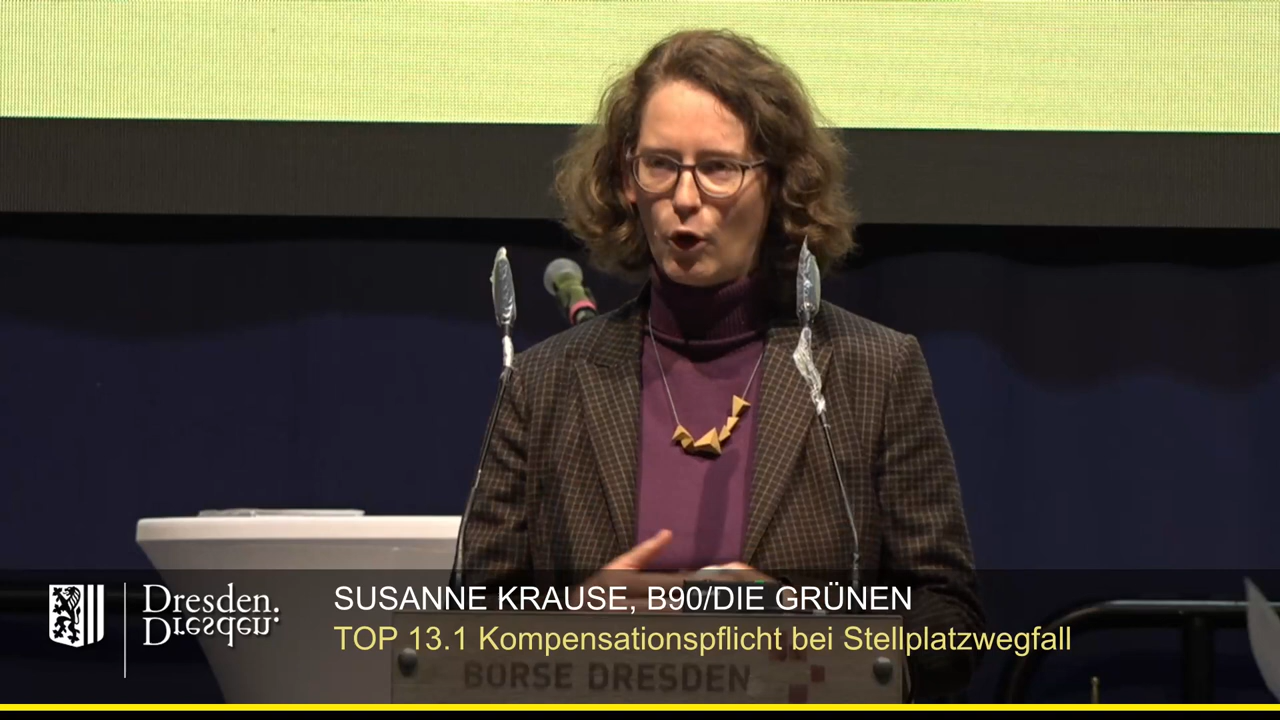 Dresden.
Dresden.
SUSANNE KRAUSE, B90/DIE GRÜNEN
TOP 13.1 Kompensationspflicht bei Stellplatzwegfall
BÖRSE DRESDEN